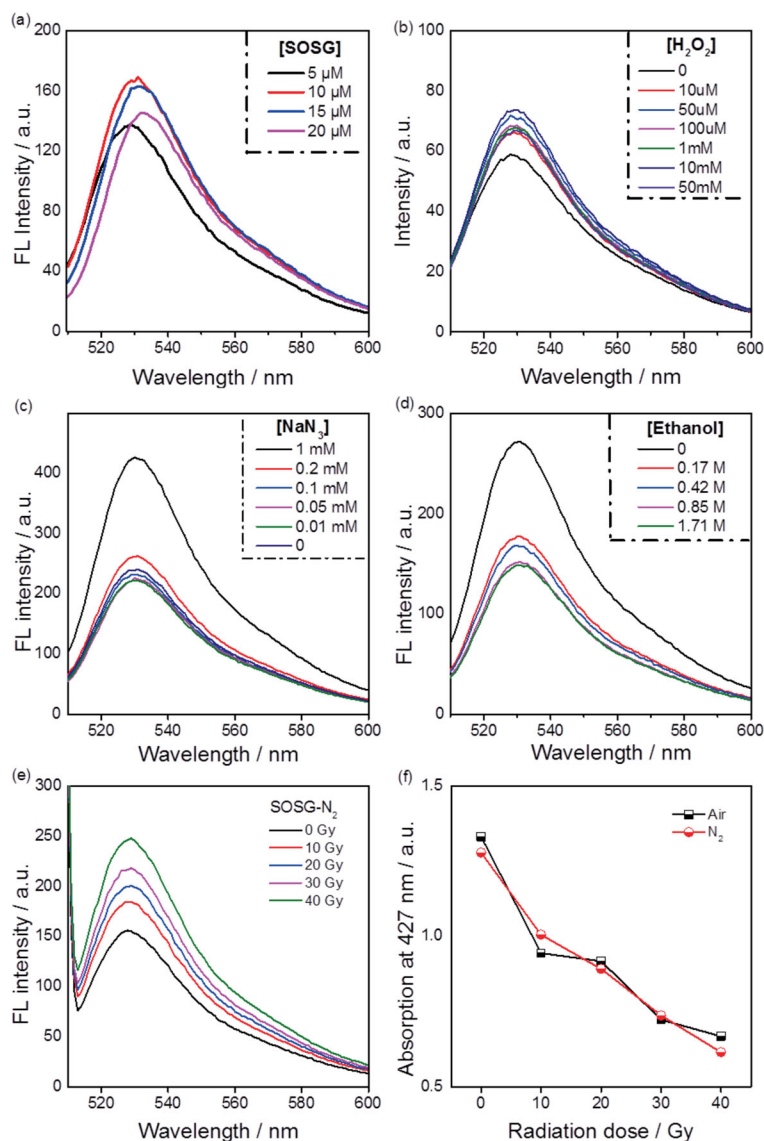 (a)
[SOSG]
5 µM
10 µM
15 µM
20 µM
200
160
120
80
40
0
FL Intensity / a.u.
520 540 560 580 600
Wavelength / nm
(b)
[H₂O₂]
0
10uM
50uM
100uM
1mM
10mM
50mM
100
80
60
40
20
0
Intensity / a.u.
520 540 560 580 600
Wavelength / nm
(c)
[NaN₃]
1 mM
0.2 mM
0.1 mM
0.05 mM
0.01 mM
0
400
300
200
100
0
FL intensity / a.u.
520 540 560 580 600
Wavelength / nm
(d)
[Ethanol]
0
0.17 M
0.42 M
0.85 M
1.71 M
300
200
100
0
FL intensity / a.u.
520 540 560 580 600
Wavelength / nm
(e)
SOSG-N₂
0 Gy
10 Gy
20 Gy
30 Gy
40 Gy
300
250
200
150
100
50
0
FL intensity / a.u.
520 540 560 580 600
Wavelength / nm
(f)
Air
N₂
1.5
1.0
0.5
Absorption at 427 nm / a.u.
0 10 20 30 40
Radiation dose / Gy